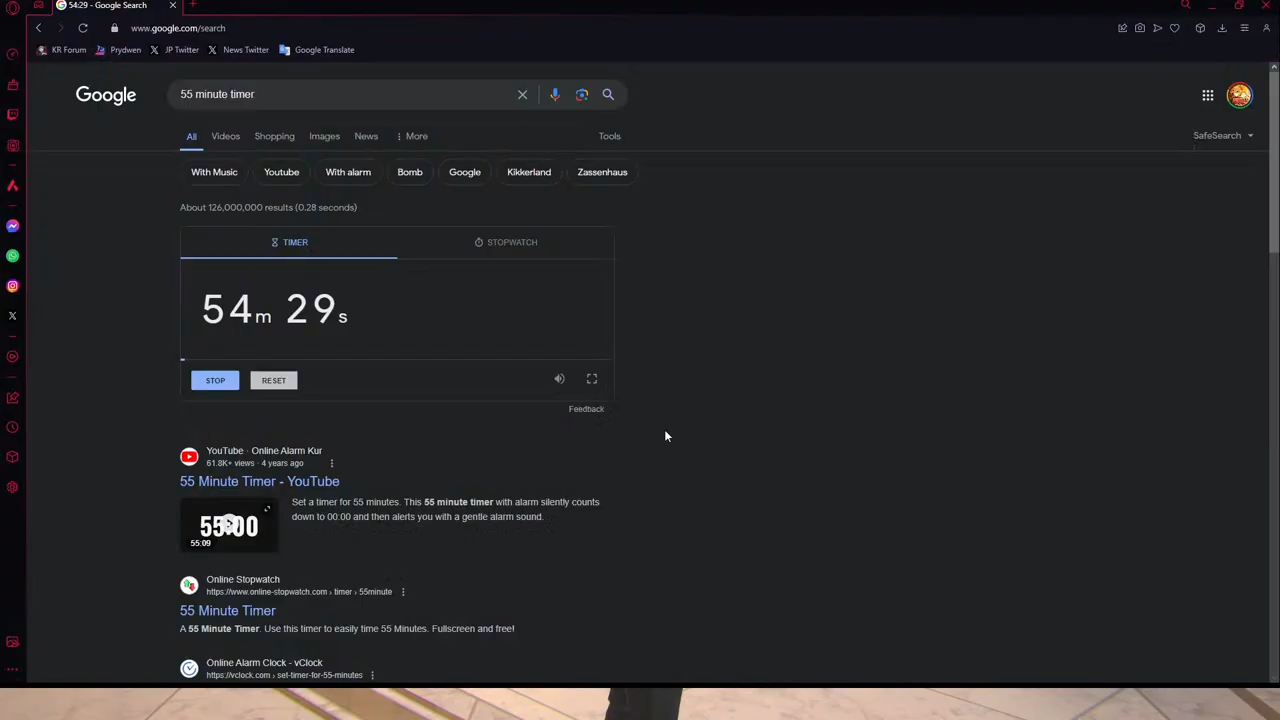 54:29 - Google Search
www.google.com/search
KR Forum
Prydwen
JP Twitter
News Twitter
Google Translate
Google
55 minute timer
All
Videos
Shopping
Images
News
More
Tools
SafeSearch
With Music
Youtube
With alarm
Bomb
Google
Kikkerland
Zassenhaus
About 126,000,000 results (0.28 seconds)
TIMER
STOPWATCH
54m 29s
STOP
RESET
Feedback
YouTube · Online Alarm Kur
61.8K+ views · 4 years ago
55 Minute Timer - YouTube
Set a timer for 55 minutes. This 55 minute timer with alarm silently counts
down to 00:00 and then alerts you with a gentle alarm sound.
55:00
55:09
Online Stopwatch
https://www.online-stopwatch.com › timer › 55minute
55 Minute Timer
A 55 Minute Timer. Use this timer to easily time 55 Minutes. Fullscreen and free!
Online Alarm Clock - vClock
https://vclock.com › set-timer-for-55-minutes